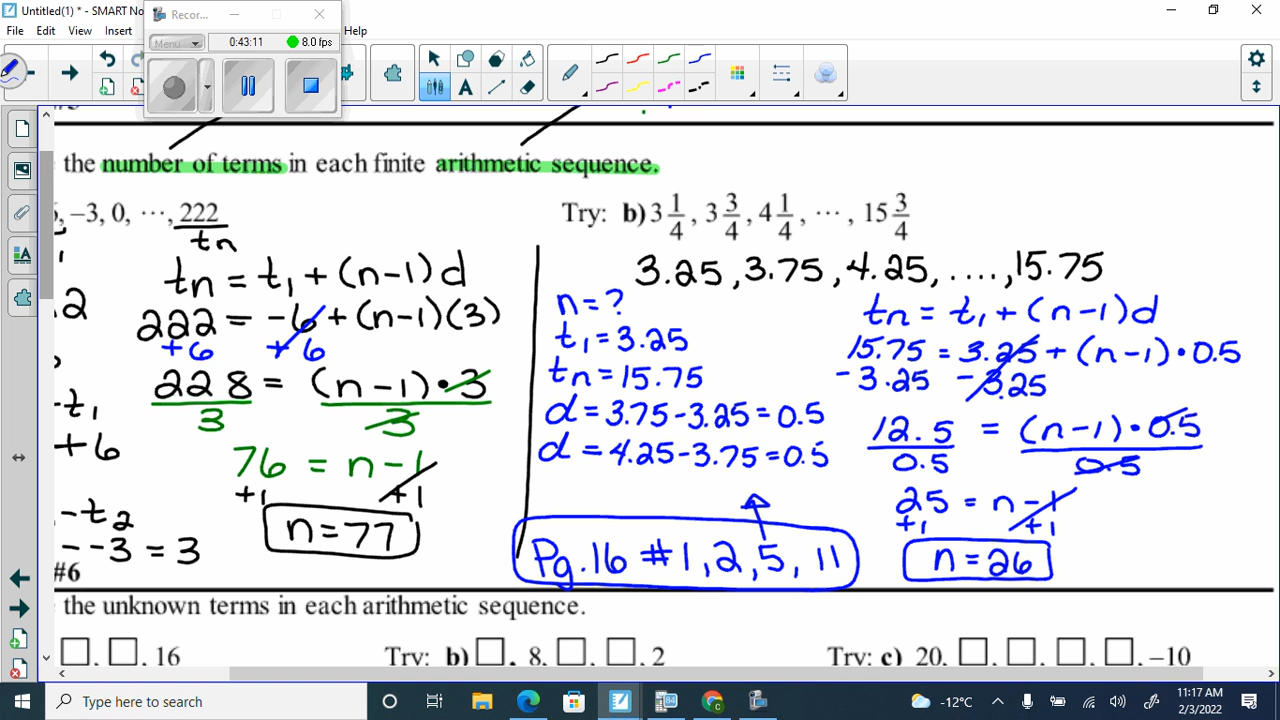 Untitled(1) * - SMART No
Recor...
File Edit View Insert
Help
Menu
0:43:11
8.0 fps
the number of terms in each finite arithmetic sequence.
, -3, 0, ⋯, 222
tn
Try: b) 3 1/4, 3 3/4, 4 1/4, ⋯, 15 3/4
3.25, 3.75, 4.25, ...., 15.75
tn = t₁ + (n-1)d
222 = -6 + (n-1)(3)
+6 +6
228 = (n-1)•3
3 3
76 = n-1
+1 +1
n=77
2
-t₁
+6
-t₂
--3 = 3
n=?
t₁=3.25
tn=15.75
d=3.75-3.25=0.5
d=4.25-3.75=0.5
Pg.16 #1, 2, 5, 11
tn = t₁ + (n-1)d
15.75 = 3.25 + (n-1)•0.5
-3.25 -3.25
12.5 = (n-1)•0.5
0.5 0.5
25 = n-1
+1 +1
n=26
#6
the unknown terms in each arithmetic sequence.
□, □, 16
Try: b) □, 8, □, □, 2
Try: c) 20, □, □, □, □, -10
Type here to search
-12°C
11:17 AM
2/3/2022